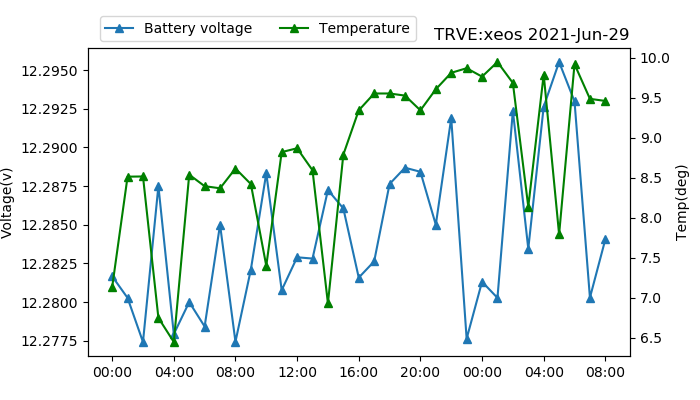 Battery voltage
Temperature
TRVE:xeos 2021-Jun-29
Voltage(v)
12.2950
12.2925
12.2900
12.2875
12.2850
12.2825
12.2800
12.2775
10.0
9.5
9.0
8.5
8.0
7.5
7.0
6.5
Temp(deg)
00:00 04:00 08:00 12:00 16:00 20:00 00:00 04:00 08:00